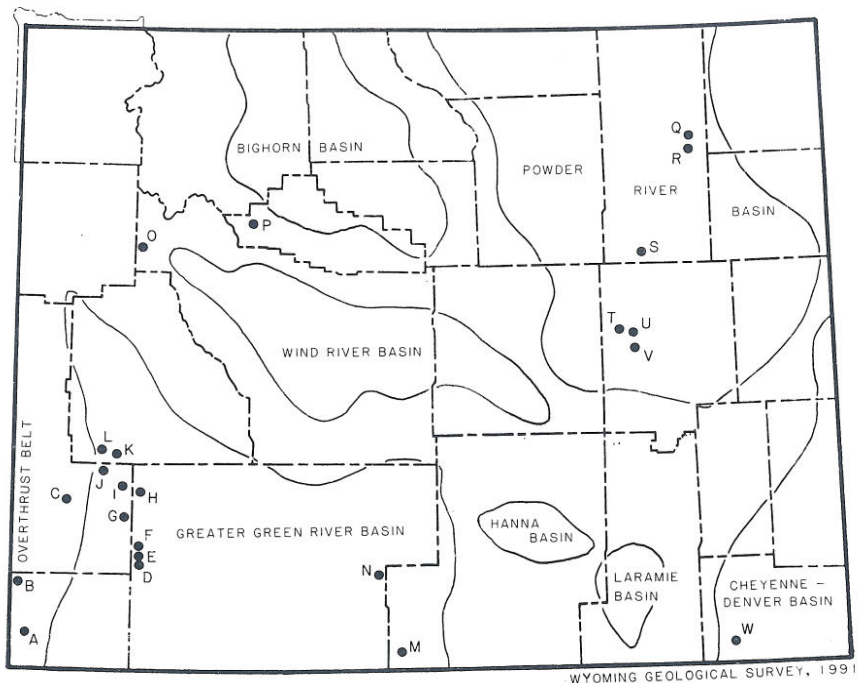 Q
BIGHORN BASIN
R
POWDER
RIVER
P
BASIN
O
S
T
U
WIND RIVER BASIN
V
OVERTHRUST BELT
L
K
J
C
I
H
G
HANNA
BASIN
F
GREATER GREEN RIVER BASIN
E
D
N
LARAMIE
BASIN
CHEYENNE –
DENVER BASIN
B
A
M
W
WYOMING GEOLOGICAL SURVEY, 1991